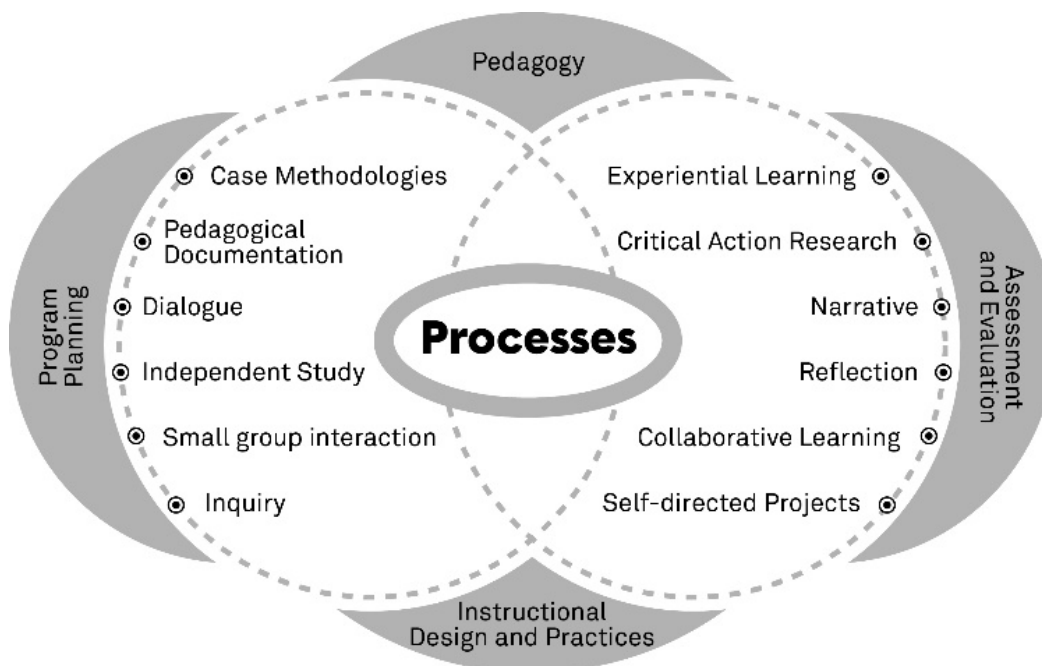 Pedagogy
Program
Planning
Case Methodologies
Pedagogical
Documentation
Dialogue
Independent Study
Small group interaction
Inquiry
Processes
Experiential Learning
Critical Action Research
Narrative
Reflection
Collaborative Learning
Self-directed Projects
Assessment
and Evaluation
Instructional
Design and Practices